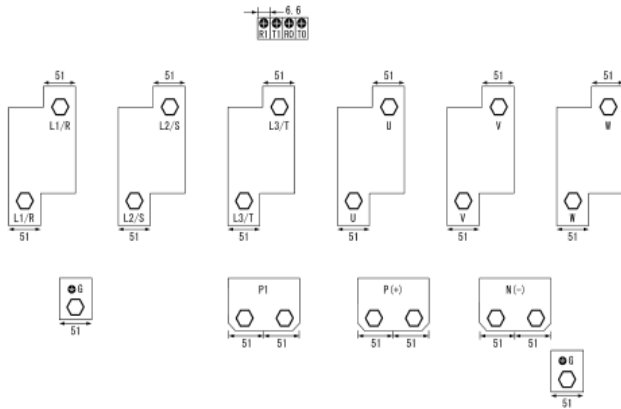 6.6
R1 T1 R0 T0
51 51 51 51 51 51
L1/R L2/S L3/T U V W
L1/R L2/S L3/T U V W
51 51 51 51 51 51
G P1 P(+) N(-)
51 51 51 51 51 51 51
G
51